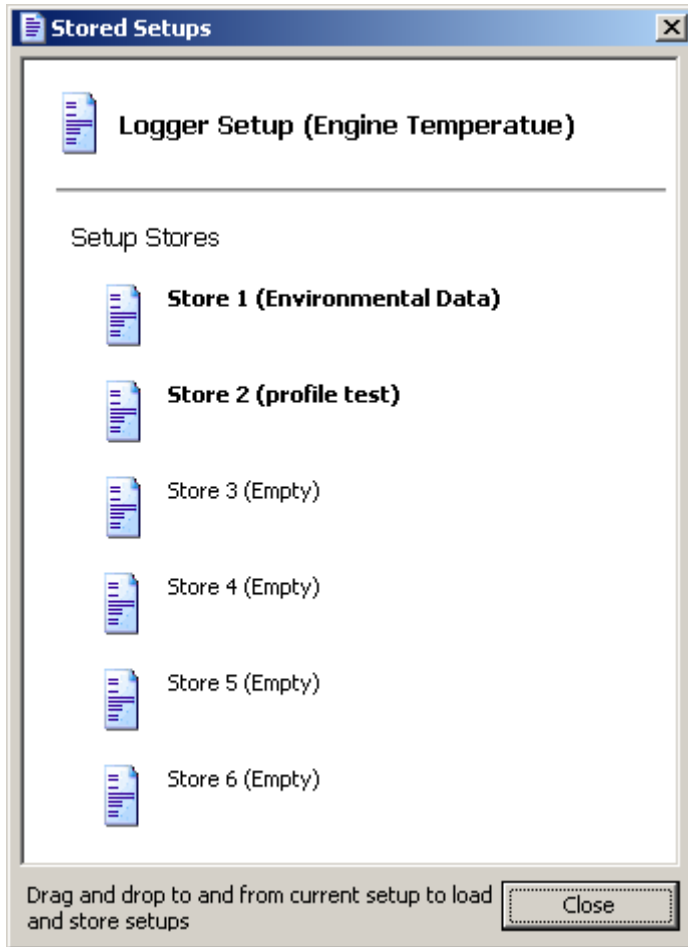 Stored Setups
Logger Setup (Engine Temperatue)
Setup Stores
Store 1 (Environmental Data)
Store 2 (profile test)
Store 3 (Empty)
Store 4 (Empty)
Store 5 (Empty)
Store 6 (Empty)
Drag and drop to and from current setup to load
and store setups
Close